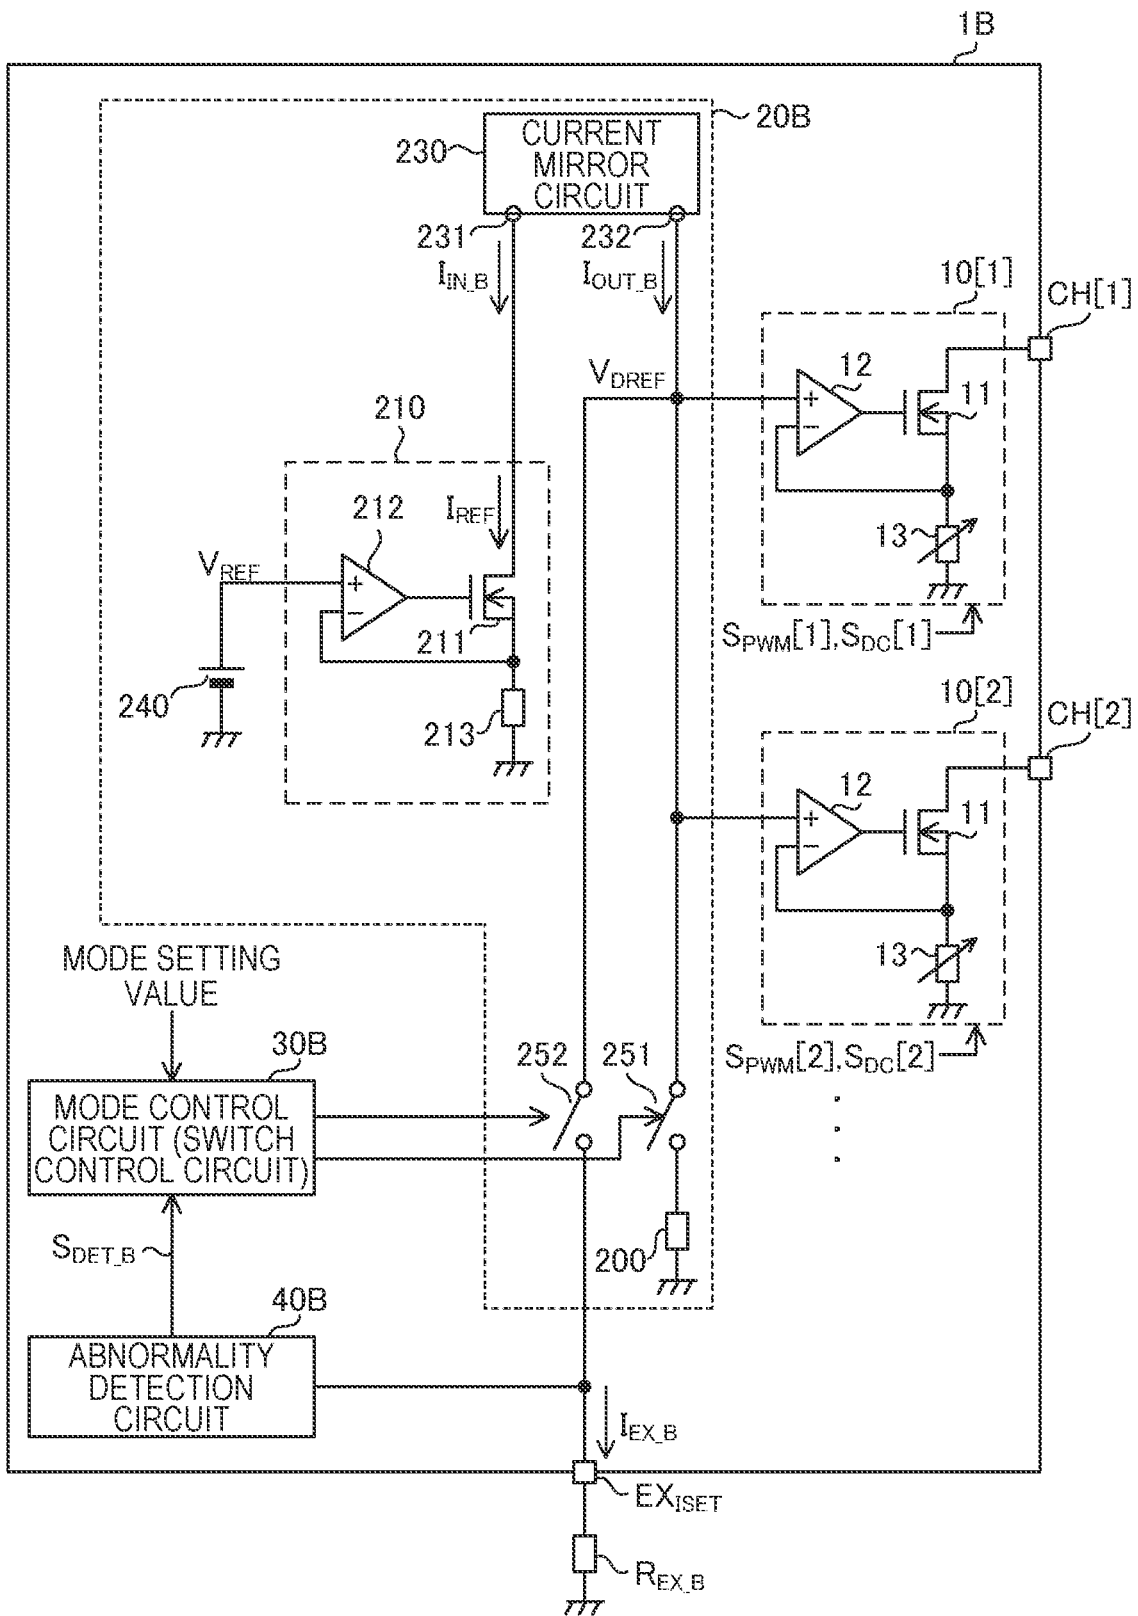 1B
20B
CURRENT
MIRROR
CIRCUIT
230
231
232
I_IN_B
I_OUT_B
10[1]
CH[1]
V_DREF
12
+
−
11
13
210
212
I_REF
V_REF
+
−
211
213
240
S_PWM[1],S_DC[1]
10[2]
CH[2]
12
+
−
11
13
S_PWM[2],S_DC[2]
MODE SETTING
VALUE
30B
252
251
MODE CONTROL
CIRCUIT (SWITCH
CONTROL CIRCUIT)
S_DET_B
200
40B
ABNORMALITY
DETECTION
CIRCUIT
I_EX_B
EX_ISET
R_EX_B